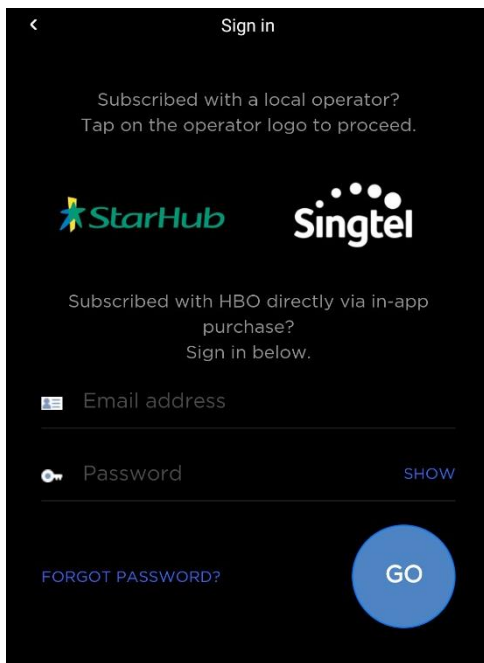 Sign in
Subscribed with a local operator?
Tap on the operator logo to proceed.
StarHub
Singtel
Subscribed with HBO directly via in-app
purchase?
Sign in below.
Email address
Password
SHOW
FORGOT PASSWORD?
GO